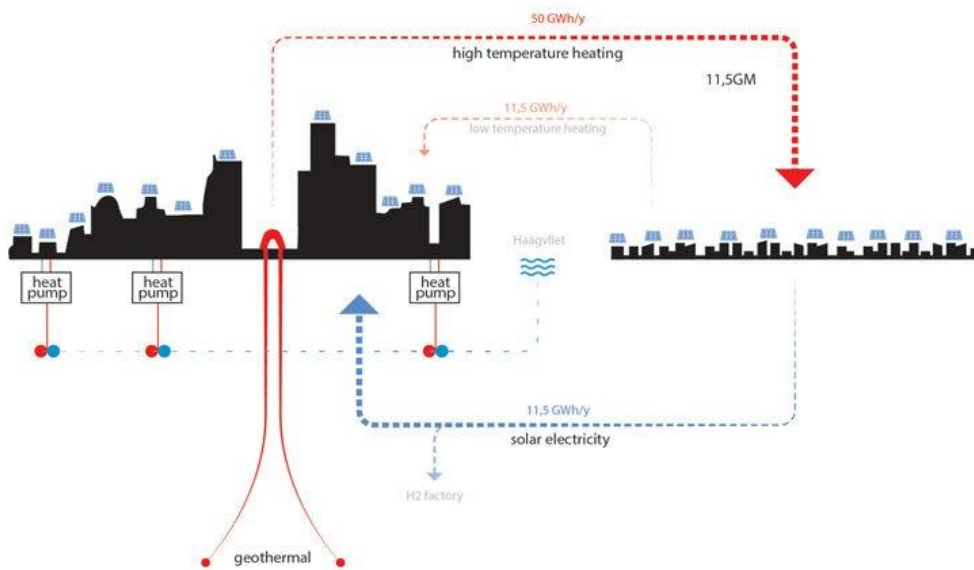 50 GWh/y
high temperature heating
11,5GM
11,5 GWh/y
low temperature heating
Haagvliet
heat
pump
heat
pump
heat
pump
11,5 GWh/y
solar electricity
H2 factory
geothermal